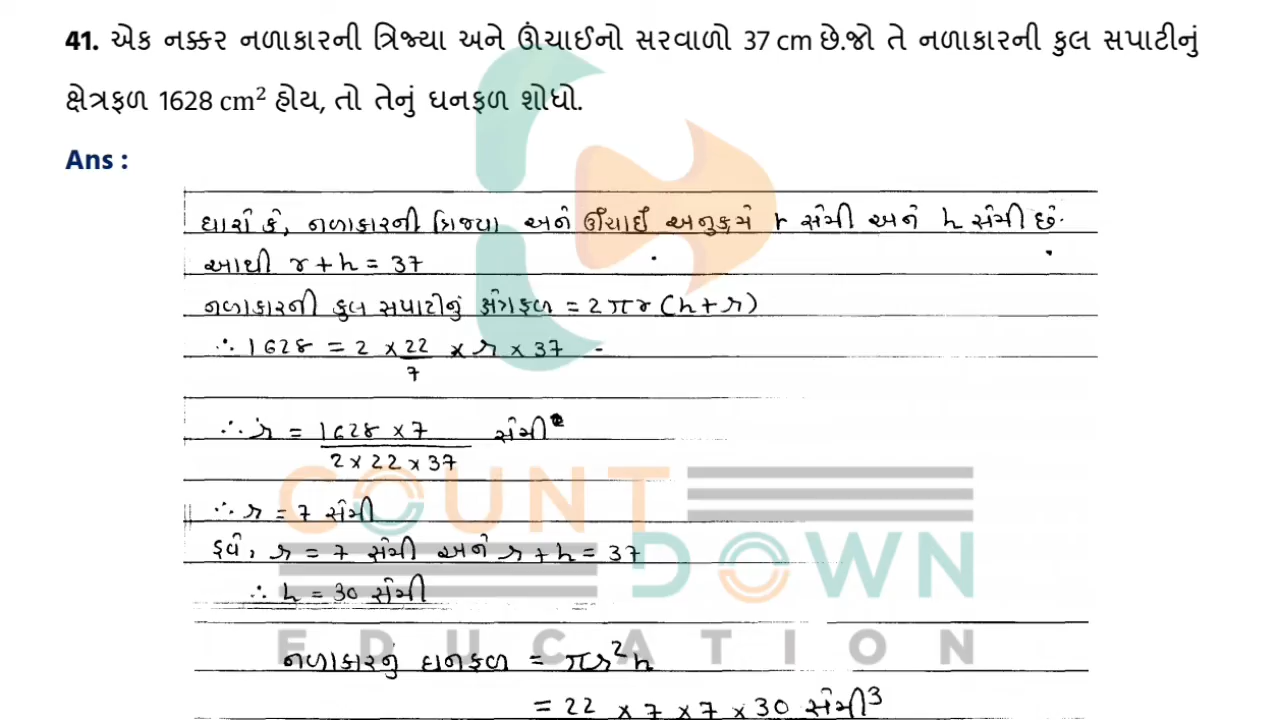 41. એક નક્કર નળાકારની ત્રિજ્યા અને ઊંચાઈનો સરવાળો 37 cm છે.જો તે નળાકારની કુલ સપાટીનું
ક્ષેત્રફળ 1628 cm² હોય, તો તેનું ઘનફળ શોધો.
Ans :
ધારો કે, નળાકારની ત્રિજ્યા અને ઊંચાઈ અનુક્રમે r સેમી અને h સેમી છે.
આથી r + h = 37
નળાકારની કુલ સપાટીનું ક્ષેત્રફળ = 2πr (h + r)
∴ 1628 = 2 × 22/7 × r × 37
∴ r = 1628 × 7 / 2 × 22 × 37 સેમી
∴ r = 7 સેમી
હવે, r = 7 સેમી અને r + h = 37
∴ h = 30 સેમી
નળાકારનું ઘનફળ = πr²h
= 22 × 7 × 7 × 30 સેમી³
COUNT
DOWN
EDUCATION